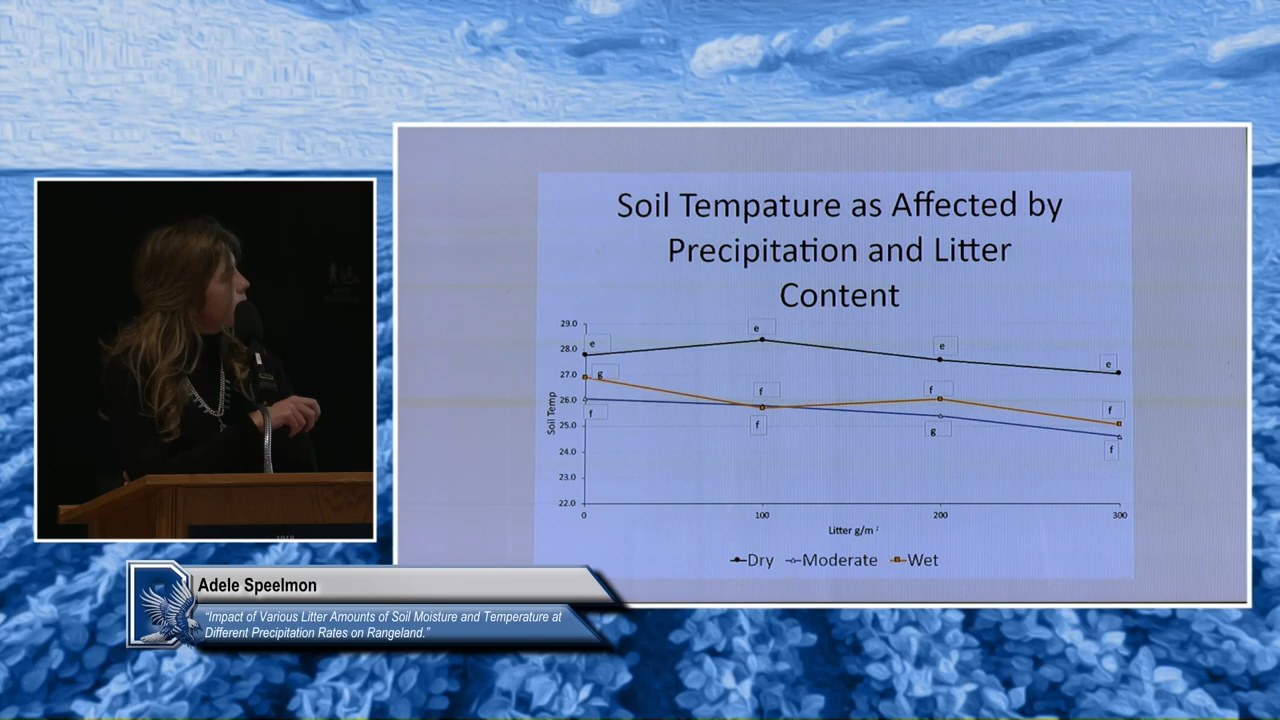 Soil Tempature as Affected by
Precipitation and Litter
Content
29.0
28.0
27.0
26.0
25.0
24.0
23.0
22.0
Soil Temp
e
e
e
e
g
f
f
f
f
f
f
g
f
0
100
200
300
Litter g/m ²
Dry Moderate Wet
1918
Adele Speelmon
“Impact of Various Litter Amounts of Soil Moisture and Temperature at
Different Precipitation Rates on Rangeland.”